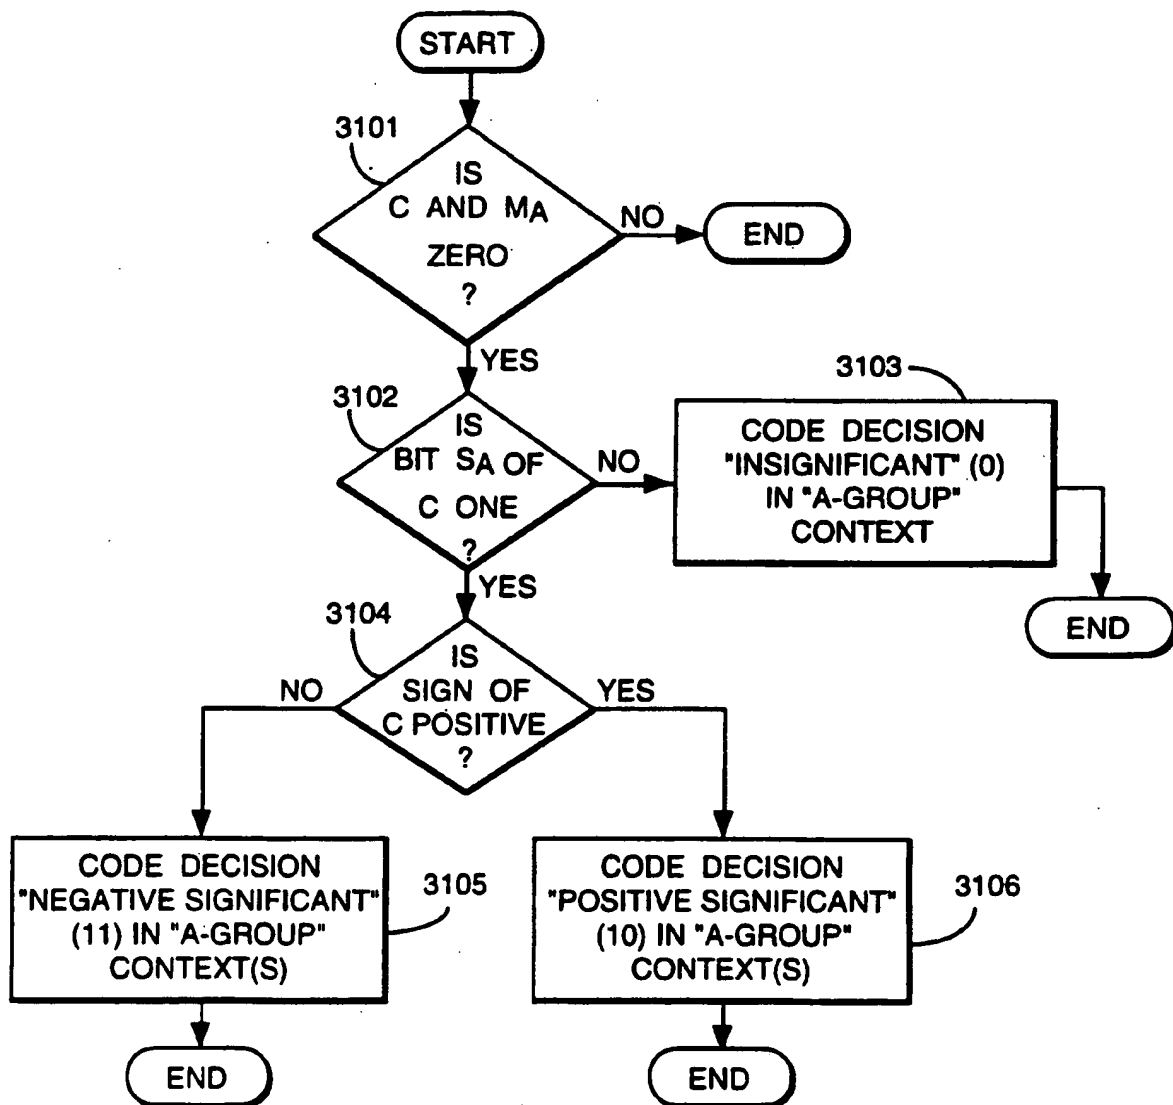 START
3101
IS
C AND MA
ZERO
?
NO
END
YES
3102
IS
BIT SA OF
C ONE
?
NO
3103
CODE DECISION
"INSIGNIFICANT" (0)
IN "A-GROUP"
CONTEXT
END
YES
3104
IS
SIGN OF
C POSITIVE
?
NO
YES
CODE DECISION
"NEGATIVE SIGNIFICANT"
(11) IN "A-GROUP"
CONTEXT(S)
3105
END
CODE DECISION
"POSITIVE SIGNIFICANT"
(10) IN "A-GROUP"
CONTEXT(S)
3106
END